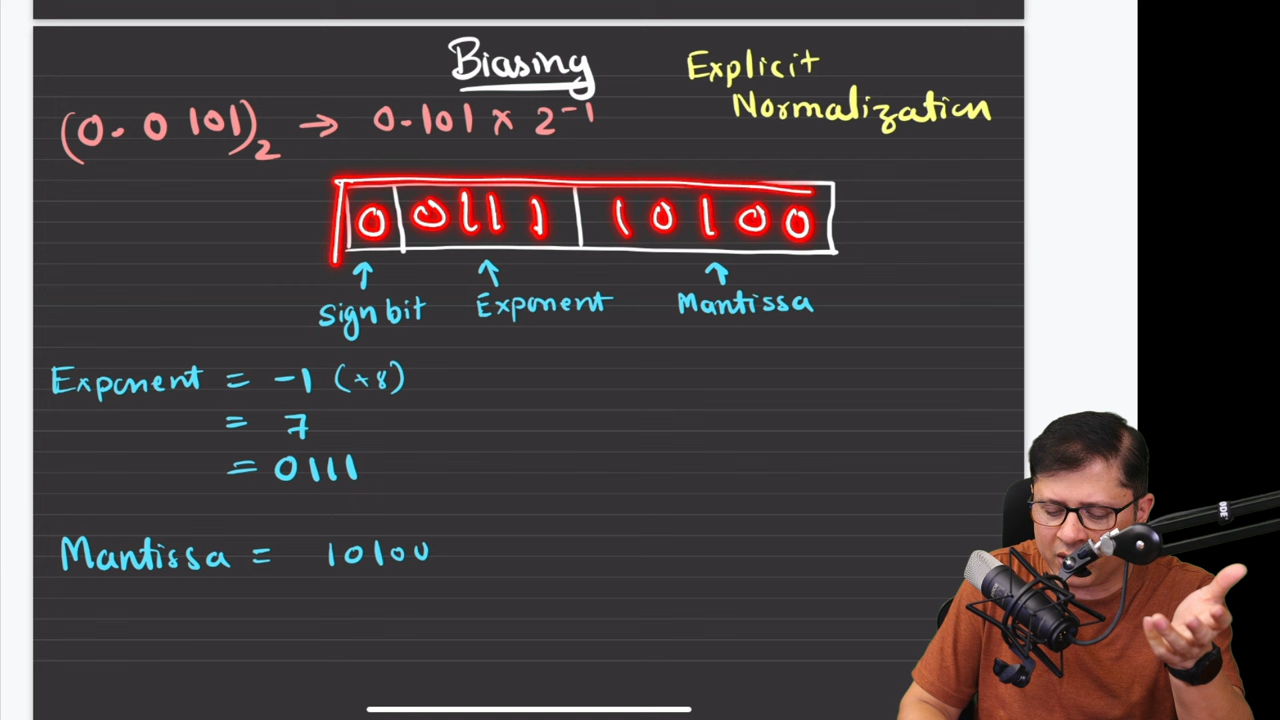 Biasing
Explicit
Normalization
(0.0101)₂ → 0.101 × 2⁻¹
0 0111 10100
Sign bit Exponent Mantissa
Exponent = -1 (+8)
= 7
= 0111
Mantissa = 10100